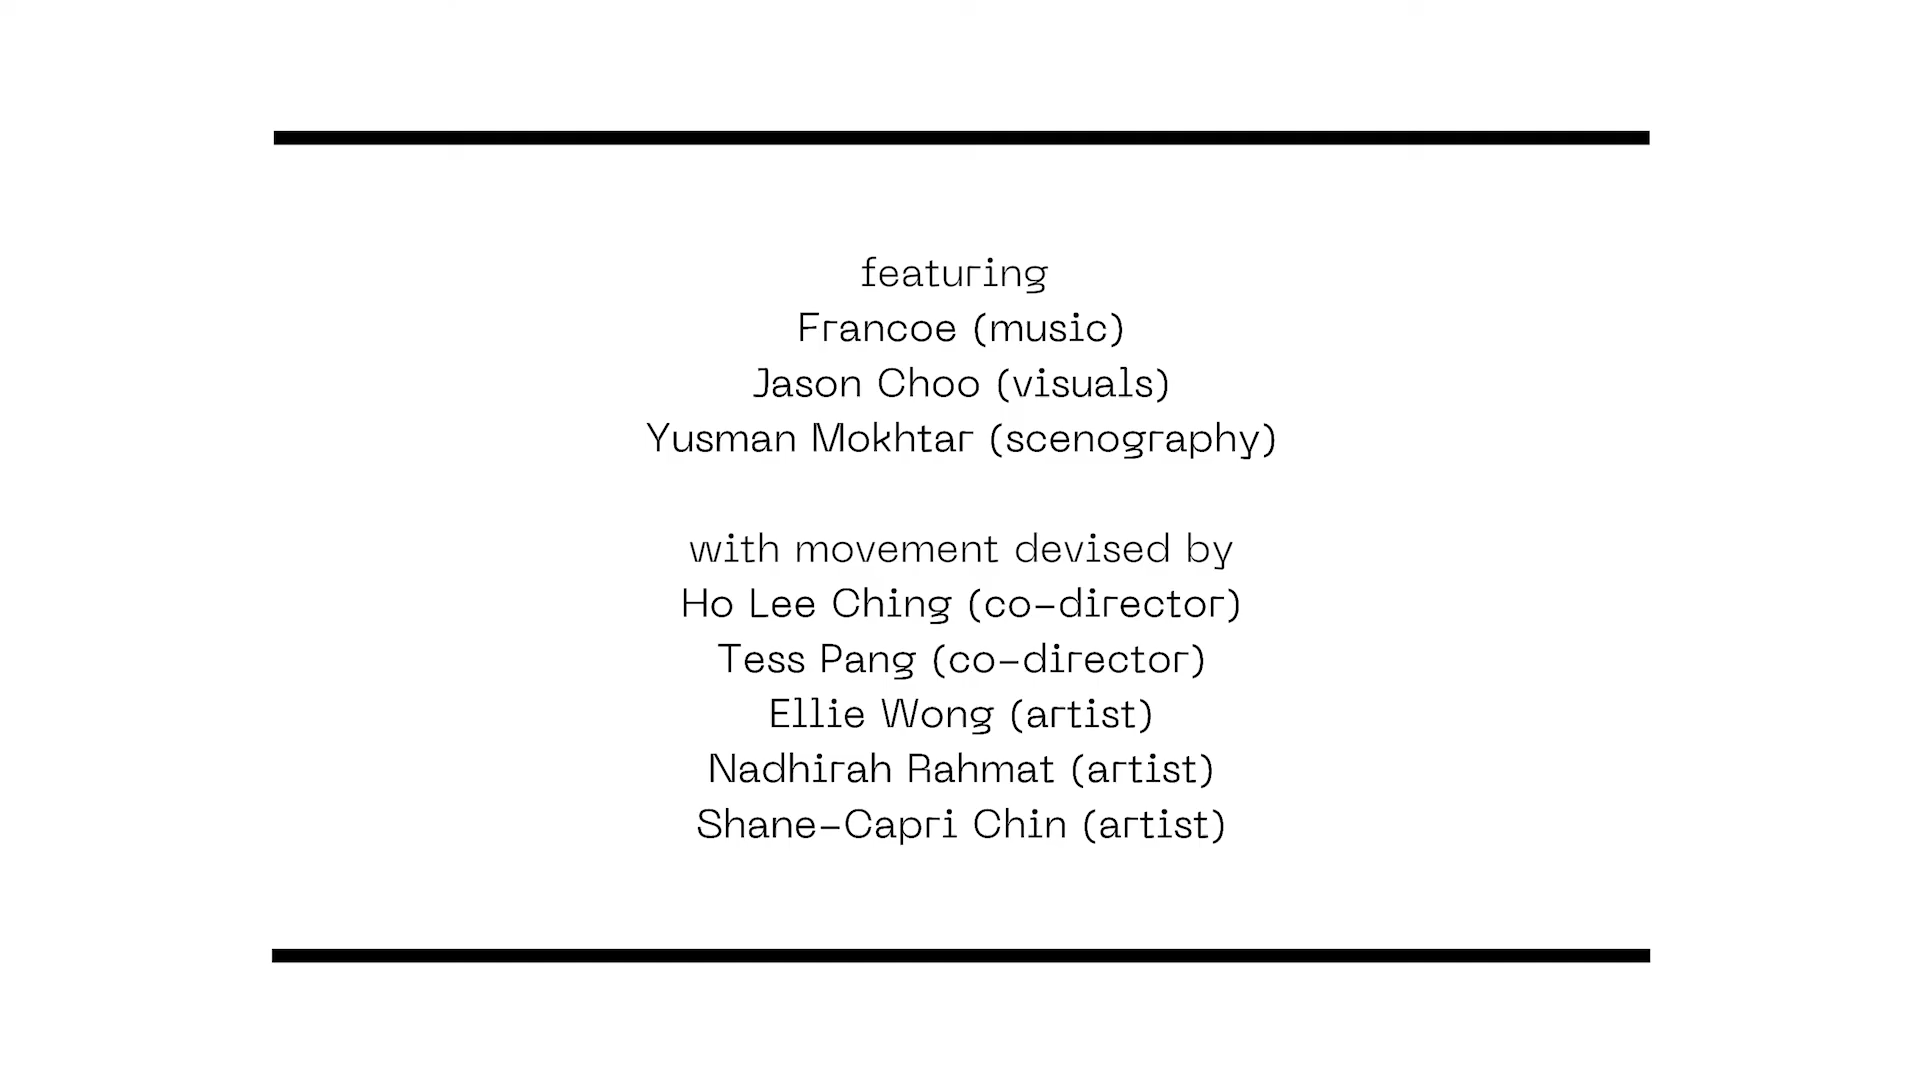 featuring
Francoe (music)
Jason Choo (visuals)
Yusman Mokhtar (scenography)
with movement devised by
Ho Lee Ching (co-director)
Tess Pang (co-director)
Ellie Wong (artist)
Nadhirah Rahmat (artist)
Shane-Capri Chin (artist)